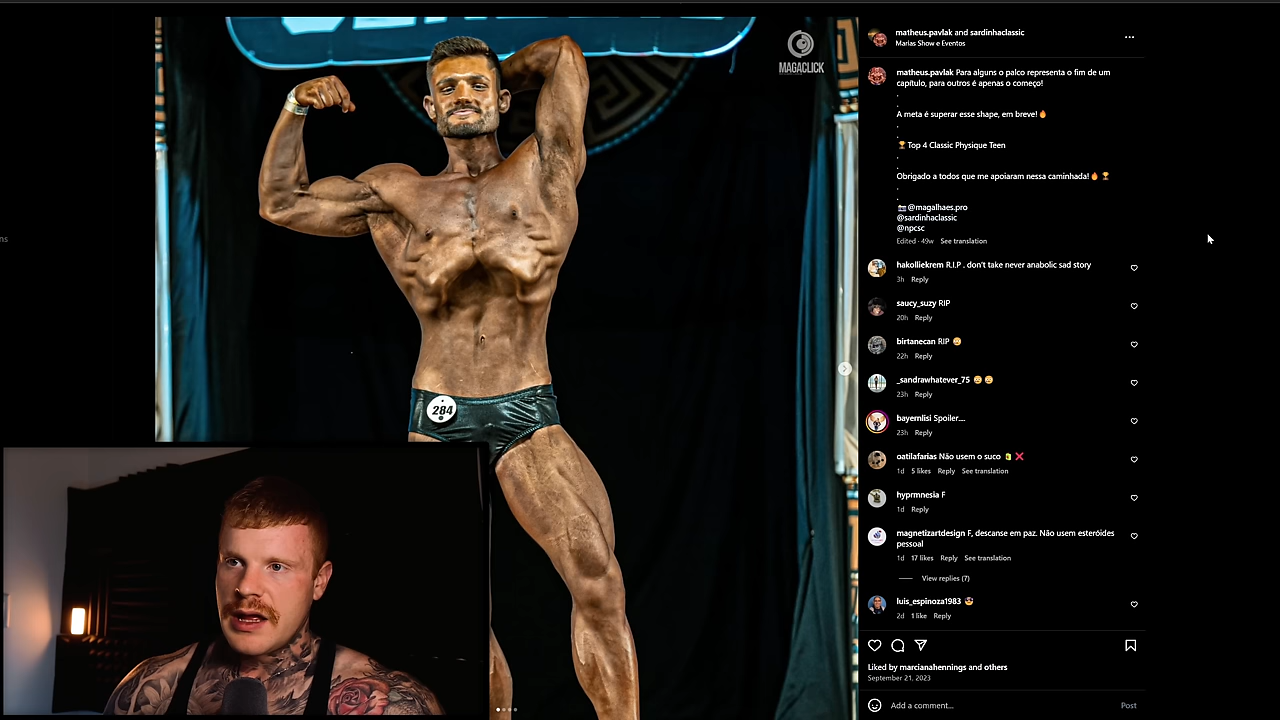 MAGACLICK
284
ns
matheus.pavlak and sardinhaclassic
Marias Show e Eventos
matheus.pavlak Para alguns o palco representa o fim de um
capítulo, para outros é apenas o começo!
.
.
A meta é superar esse shape, em breve!🔥
.
.
🏆Top 4 Classic Physique Teen
.
.
Obrigado a todos que me apoiaram nessa caminhada!🔥🏆
.
.
📷@magalhaes.pro
@sardinhaclassic
@npcsc
Edited · 49w See translation
hakolliekrem R.I.P . don't take never anabolic sad story
3h Reply
saucy_suzy RIP
20h Reply
birtanecan RIP 😢
22h Reply
_sandrawhatever_75 😢😢
23h Reply
bayernlisi Spoiler....
23h Reply
oatilafarias Não usem o suco 🧃❌
1d 5 likes Reply See translation
hyprmnesia F
1d Reply
magnetizartdesign F, descanse em paz. Não usem esteróides
pessoal
1d 17 likes Reply See translation
View replies (7)
luis_espinoza1983
2d 1 like Reply
Liked by marcianahennings and others
September 21, 2023
Add a comment...
Post